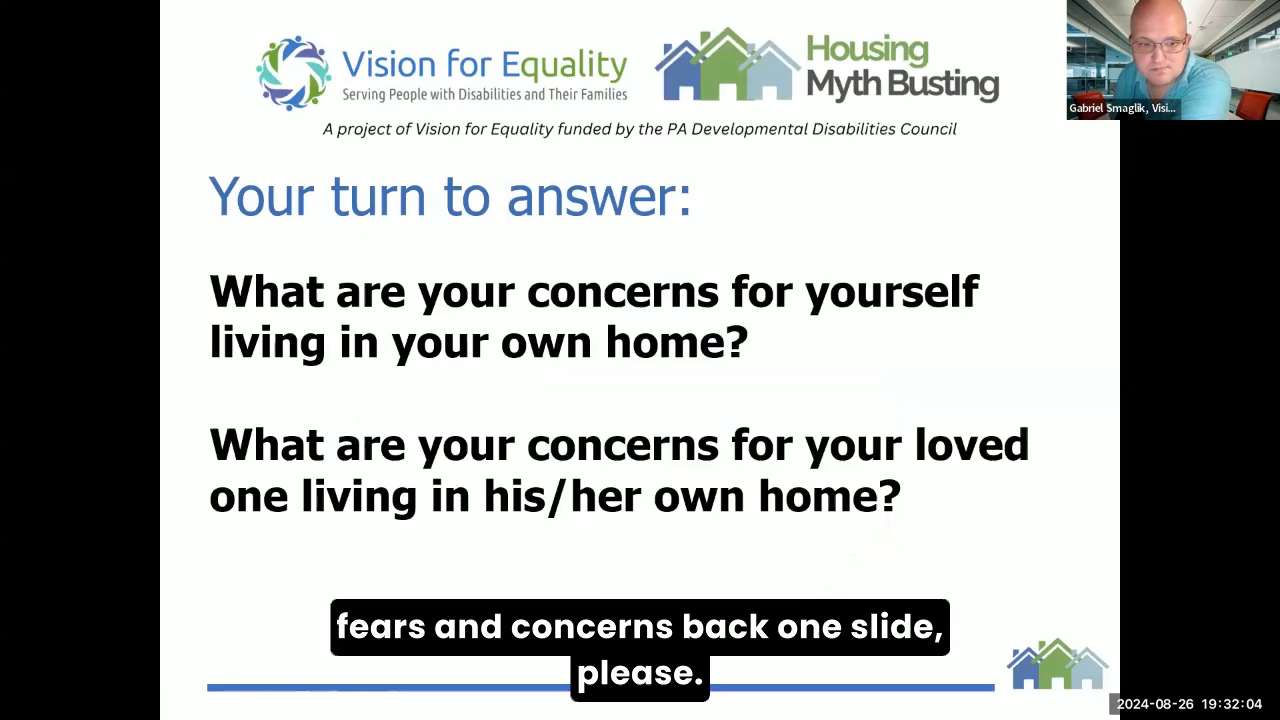 Vision for Equality
Serving People with Disabilities and Their Families
Housing
Myth Busting
A project of Vision for Equality funded by the PA Developmental Disabilities Council
Gabriel Smaglik, Visi...
Your turn to answer:
What are your concerns for yourself
living in your own home?
What are your concerns for your loved
one living in his/her own home?
fears and concerns back one slide,
please.
2024-08-26 19:32:04